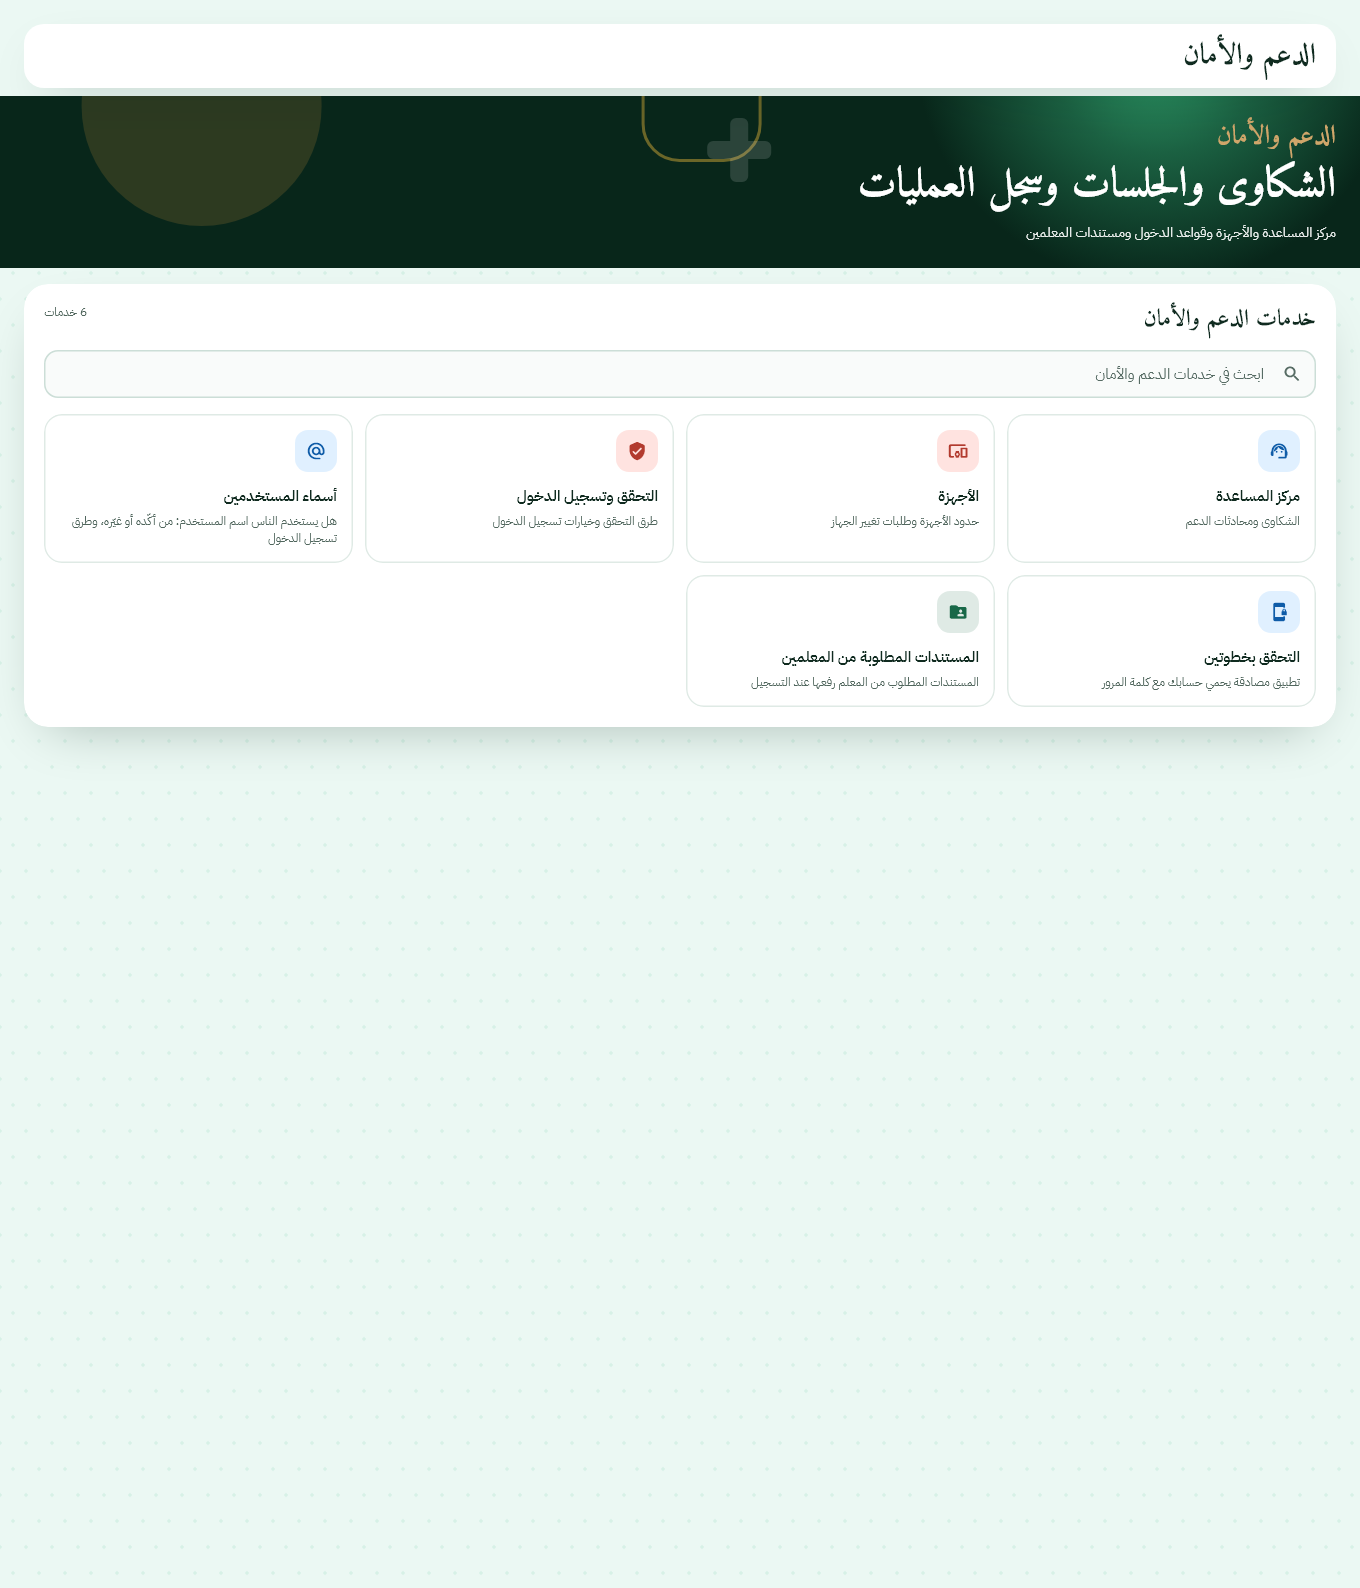 الدعم والأمان
الدعم والأمان
الشكاوى والجلسات وسجل العمليات
مركز المساعدة والأجهزة وقواعد الدخول ومستندات المعلمين
خدمات الدعم والأمان
6 خدمات
ابحث في خدمات الدعم والأمان
مركز المساعدة
الشكاوى ومحادثات الدعم
الأجهزة
حدود الأجهزة وطلبات تغيير الجهاز
التحقق وتسجيل الدخول
طرق التحقق وخيارات تسجيل الدخول
أسماء المستخدمين
هل يستخدم الناس اسم المستخدم: من أكّده أو غيّره، وطرق
تسجيل الدخول
التحقق بخطوتين
تطبيق مصادقة يحمي حسابك مع كلمة المرور
المستندات المطلوبة من المعلمين
المستندات المطلوب من المعلم رفعها عند التسجيل